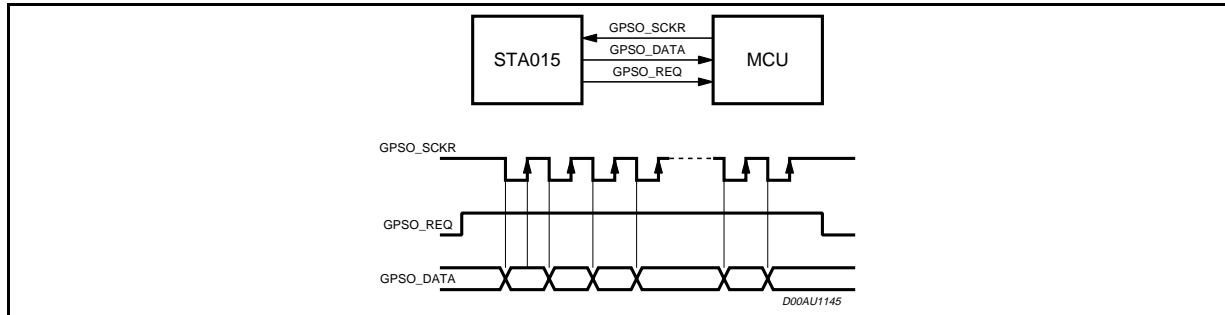 GPSO_SCKR
GPSO_DATA
GPSO_REQ
STA015
MCU
GPSO_SCKR
GPSO_REQ
GPSO_DATA
D00AU1145